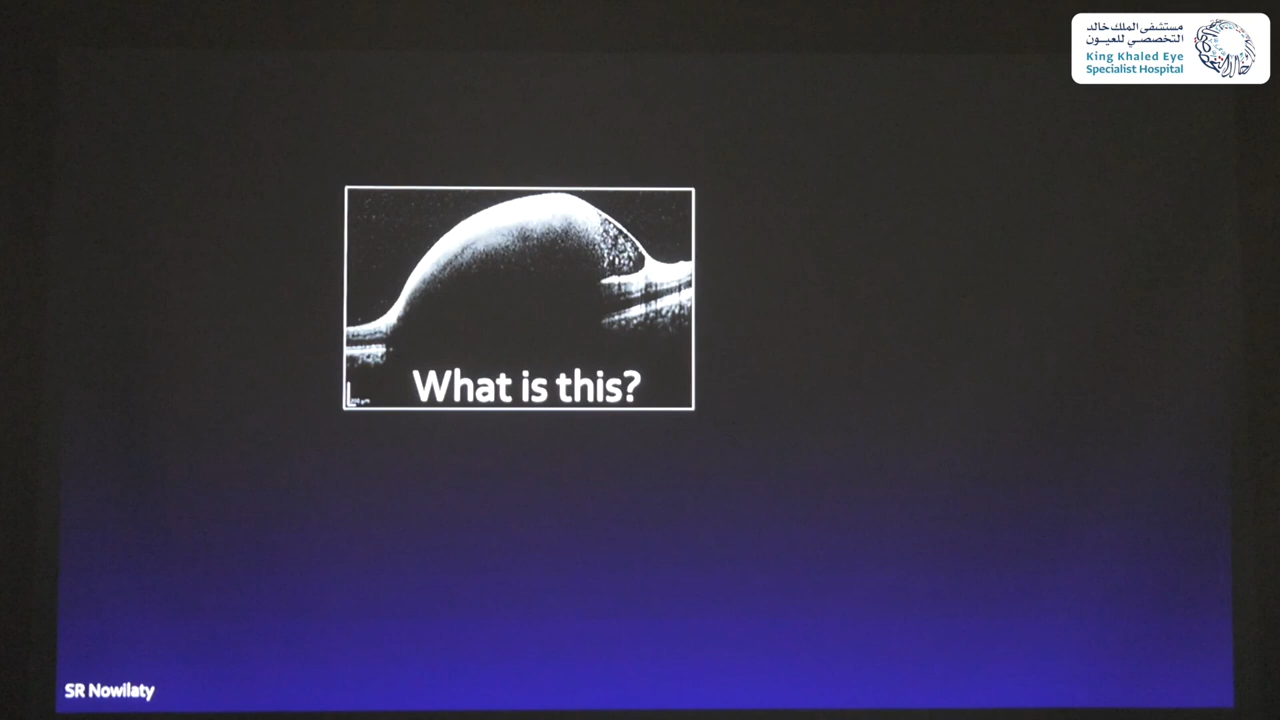 مستشفى الملك خالد
التخصصي للعيون
King Khaled Eye
Specialist Hospital
What is this?
SR Nowilaty